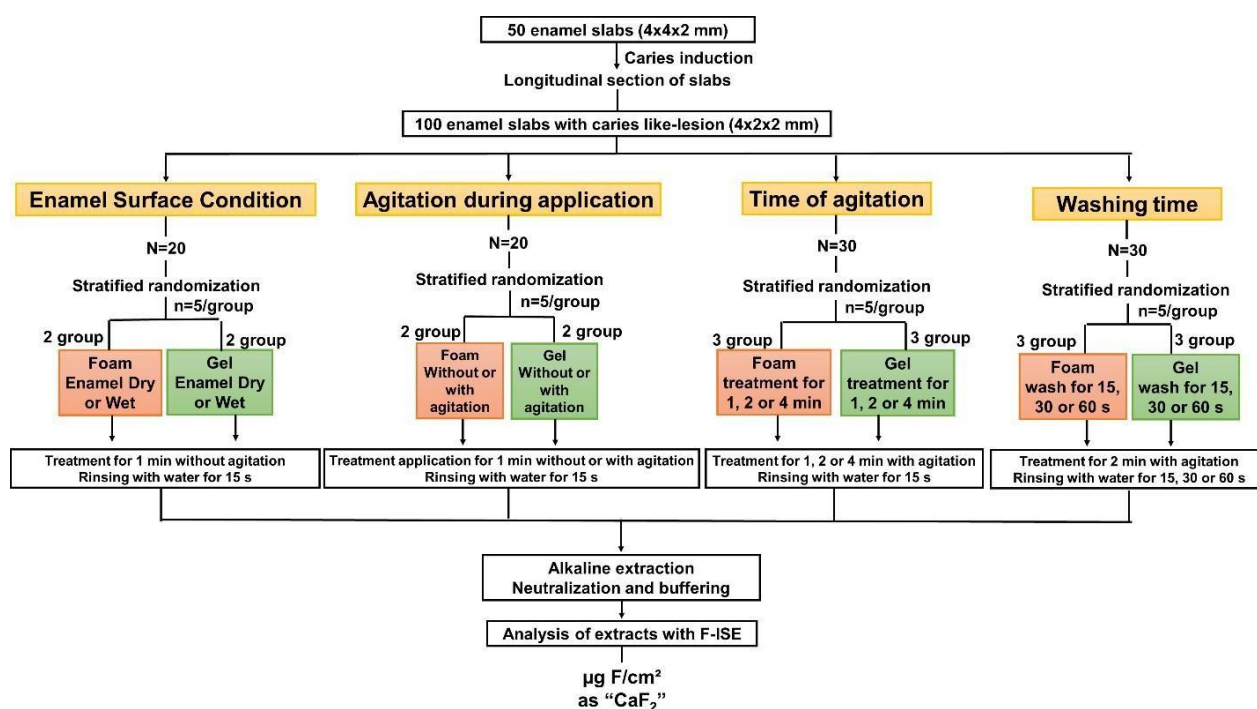 50 enamel slabs (4x4x2 mm)
Caries induction
Longitudinal section of slabs
100 enamel slabs with caries like-lesion (4x2x2 mm)
Enamel Surface Condition
N=20
Stratified randomization
n=5/group
2 group
2 group
Foam
Enamel Dry
or Wet
Gel
Enamel Dry
or Wet
Treatment for 1 min without agitation
Rinsing with water for 15 s
Agitation during application
N=20
Stratified randomization
n=5/group
2 group
2 group
Foam
Without or
with
agitation
Gel
Without or
with
agitation
Treatment application for 1 min without or with agitation
Rinsing with water for 15 s
Time of agitation
N=30
Stratified randomization
n=5/group
3 group
3 group
Foam
treatment for
1, 2 or 4 min
Gel
treatment for
1, 2 or 4 min
Treatment for 1, 2 or 4 min with agitation
Rinsing with water for 15 s
Washing time
N=30
Stratified randomization
n=5/group
3 group
3 group
Foam
wash for 15,
30 or 60 s
Gel
wash for 15,
30 or 60 s
Treatment for 2 min with agitation
Rinsing with water for 15, 30 or 60 s
Alkaline extraction
Neutralization and buffering
Analysis of extracts with F-ISE
µg F/cm²
as “CaF₂”